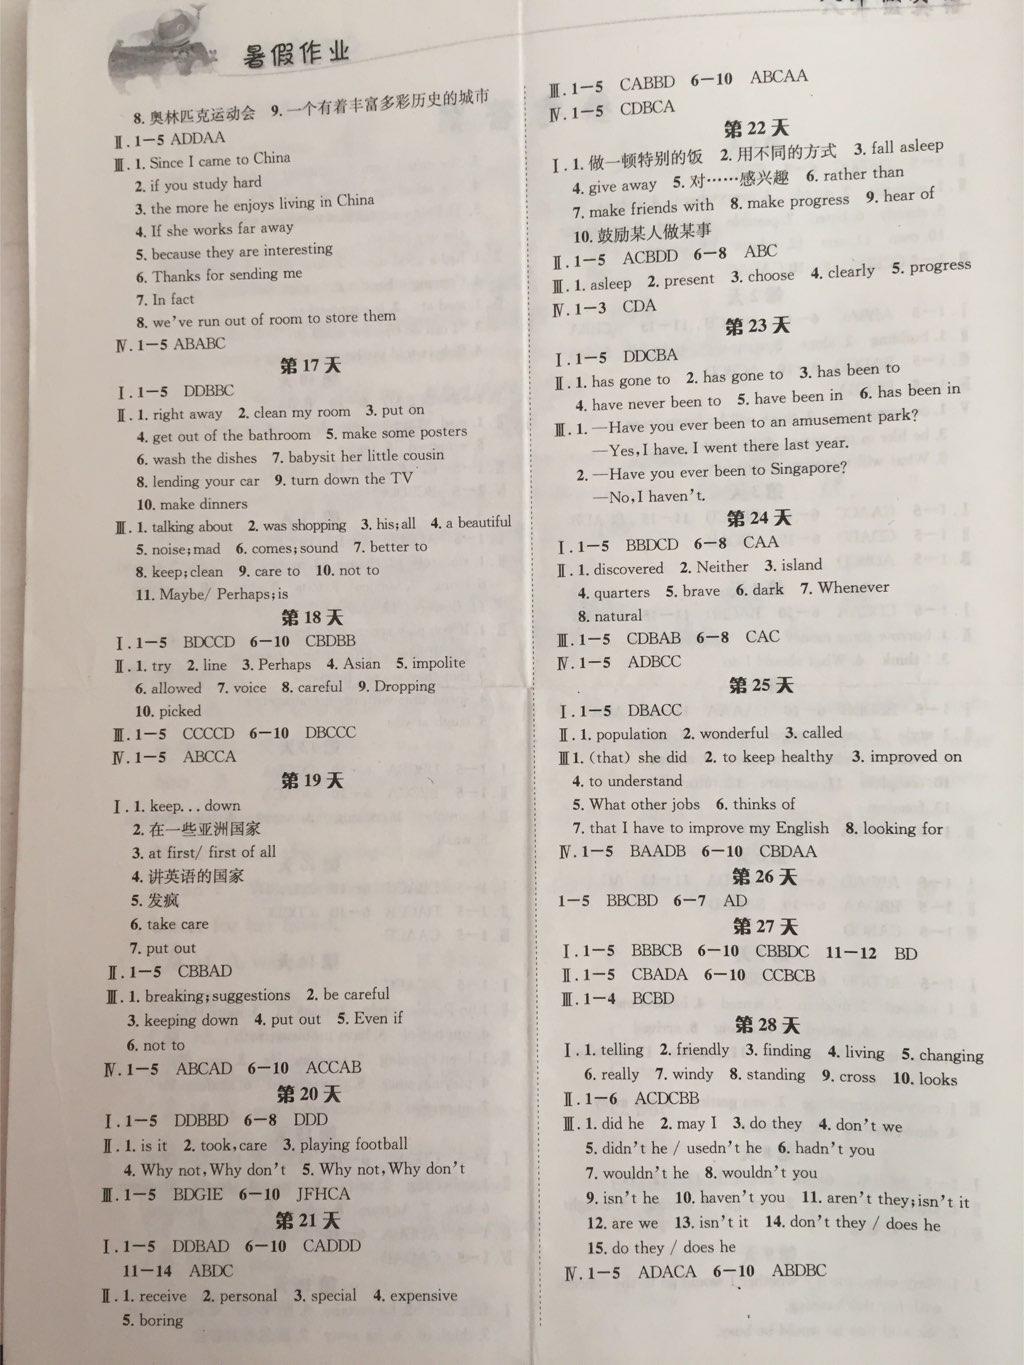 暑假作业
8. 奥林匹克运动会 9. 一个有着丰富多彩历史的城市
Ⅱ. 1-5 ADDAA
Ⅲ. 1. Since I came to China
2. if you study hard
3. the more he enjoys living in China
4. If she works far away
5. because they are interesting
6. Thanks for sending me
7. In fact
8. we've run out of room to store them
Ⅳ. 1-5 ABABC
第 17 天
Ⅰ. 1-5 DDBBC
Ⅱ. 1. right away 2. clean my room 3. put on
4. get out of the bathroom 5. make some posters
6. wash the dishes 7. babysit her little cousin
8. lending your car 9. turn down the TV
10. make dinners
Ⅲ. 1. talking about 2. was shopping 3. his;all 4. a beautiful
5. noise;mad 6. comes;sound 7. better to
8. keep;clean 9. care to 10. not to
11. Maybe/ Perhaps;is
第 18 天
Ⅰ. 1-5 BDCCD 6-10 CBDBB
Ⅱ. 1. try 2. line 3. Perhaps 4. Asian 5. impolite
6. allowed 7. voice 8. careful 9. Dropping
10. picked
Ⅲ. 1-5 CCCCD 6-10 DBCCC
Ⅳ. 1-5 ABCCA
第 19 天
Ⅰ. 1. keep...down
2. 在一些亚洲国家
3. at first/ first of all
4. 讲英语的国家
5. 发疯
6. take care
7. put out
Ⅱ. 1-5 CBBAD
Ⅲ. 1. breaking;suggestions 2. be careful
3. keeping down 4. put out 5. Even if
6. not to
Ⅳ. 1-5 ABCAD 6-10 ACCAB
第 20 天
Ⅰ. 1-5 DDBBD 6-8 DDD
Ⅱ. 1. is it 2. took,care 3. playing football
4. Why not,Why don't 5. Why not,Why don't
Ⅲ. 1-5 BDGIE 6-10 JFHCA
第 21 天
Ⅰ. 1-5 DDBAD 6-10 CADDD
11-14 ABDC
Ⅱ. 1. receive 2. personal 3. special 4. expensive
5. boring
Ⅲ. 1-5 CABBD 6-10 ABCAA
Ⅳ. 1-5 CDBCA
第 22 天
Ⅰ. 1. 做一顿特别的饭 2. 用不同的方式 3. fall asleep
4. give away 5. 对……感兴趣 6. rather than
7. make friends with 8. make progress 9. hear of
10. 鼓励某人做某事
Ⅱ. 1-5 ACBDD 6-8 ABC
Ⅲ. 1. asleep 2. present 3. choose 4. clearly 5. progress
Ⅳ. 1-3 CDA
第 23 天
Ⅰ. 1-5 DDCBA
Ⅱ. 1. has gone to 2. has gone to 3. has been to
4. have never been to 5. have been in 6. has been in
Ⅲ. 1. —Have you ever been to an amusement park?
—Yes,I have. I went there last year.
2. —Have you ever been to Singapore?
—No,I haven't.
第 24 天
Ⅰ. 1-5 BBDCD 6-8 CAA
Ⅱ. 1. discovered 2. Neither 3. island
4. quarters 5. brave 6. dark 7. Whenever
8. natural
Ⅲ. 1-5 CDBAB 6-8 CAC
Ⅳ. 1-5 ADBCC
第 25 天
Ⅰ. 1-5 DBACC
Ⅱ. 1. population 2. wonderful 3. called
Ⅲ 1. (that) she did 2. to keep healthy 3. improved on
4. to understand
5. What other jobs 6. thinks of
7. that I have to improve my English 8. looking for
Ⅳ. 1-5 BAADB 6-10 CBDAA
第 26 天
1-5 BBCBD 6-7 AD
第 27 天
Ⅰ. 1-5 BBBCB 6-10 CBBDC 11-12 BD
Ⅱ. 1-5 CBADA 6-10 CCBCB
Ⅲ. 1-4 BCBD
第 28 天
Ⅰ. 1. telling 2. friendly 3. finding 4. living 5. changing
6. really 7. windy 8. standing 9. cross 10. looks
Ⅱ. 1-6 ACDCBB
Ⅲ. 1. did he 2. may I 3. do they 4. don't we
5. didn't he / usedn't he 6. hadn't you
7. wouldn't he 8. wouldn't you
9. isn't he 10. haven't you 11. aren't they;isn't it
12. are we 13. isn't it 14. don't they / does he
15. do they / does he
Ⅳ. 1-5 ADACA 6-10 ABDBC